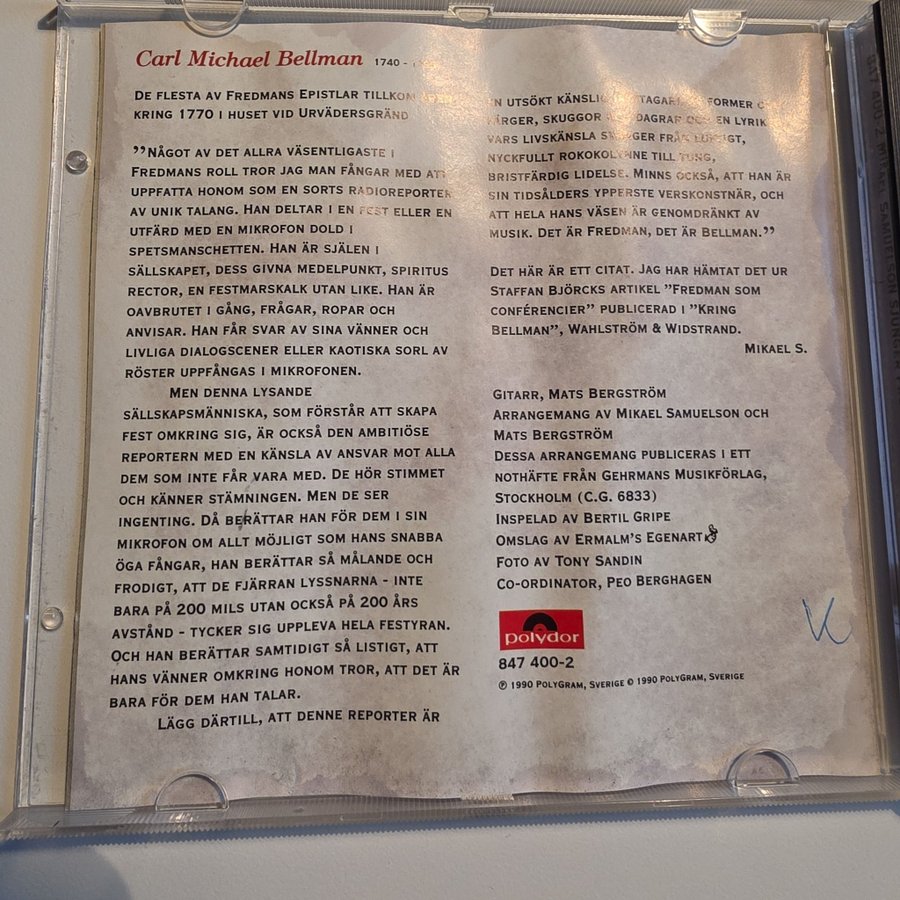 Carl Michael Bellman 1740 -
De flesta av Fredmans Epistlar tillkom
kring 1770 i huset vid Urvädersgränd
”Något av det allra väsentligaste i
Fredmans roll tror jag man fångar med att
uppfatta honom som en sorts radioreporter
av unik talang. Han deltar i en fest eller en
utfärd med en mikrofon dold i
spetsmanschetten. Han är själen i
sällskapet, dess givna medelpunkt, spiritus
rector, en festmarskalk utan like. Han är
oavbrutet i gång, frågar, ropar och
anvisar. Han får svar av sina vänner och
livliga dialogscener eller kaotiska sorl av
röster uppfångas i mikrofonen.
Men denna lysande
sällskapsmänniska, som förstår att skapa
fest omkring sig, är också den ambitiöse
reportern med en känsla av ansvar mot alla
dem som inte får vara med. De hör stimmet
och känner stämningen. Men de ser
ingenting. Då berättar han för dem i sin
mikrofon om allt möjligt som hans snabba
öga fångar, han berättar så målande och
frodigt, att de fjärran lyssnarna - inte
bara på 200 mils utan också på 200 års
avstånd - tycker sig uppleva hela festyran.
Och han berättar samtidigt så listigt, att
hans vänner omkring honom tror, att det är
bara för dem han talar.
Lägg därtill, att denne reporter är
en utsökt känslig former
färger, skuggor och en lyriker
vars livskänsla från
nyckfullt rokokolynne till tung,
bristfärdig lidelse. Minns också, att han är
sin tidsålders ypperste verskonstnär, och
att hela hans väsen är genomdränkt av
musik. Det är Fredman, det är Bellman.”
Det här är ett citat. Jag har hämtat det ur
Staffan Björcks artikel ”Fredman som
conférencier” publicerad i ”Kring
Bellman”, Wahlström & Widstrand.
Mikael S.
Gitarr, Mats Bergström
Arrangemang av Mikael Samuelson och
Mats Bergström
Dessa arrangemang publiceras i ett
nothäfte från Gehrmans Musikförlag,
Stockholm (C.G. 6833)
Inspelad av Bertil Gripe
Omslag av Ermalm's Egenart
Foto av Tony Sandin
Co-ordinator, Peo Berghagen
polydor
847 400-2
℗ 1990 PolyGram, Sverige © 1990 PolyGram, Sverige
K